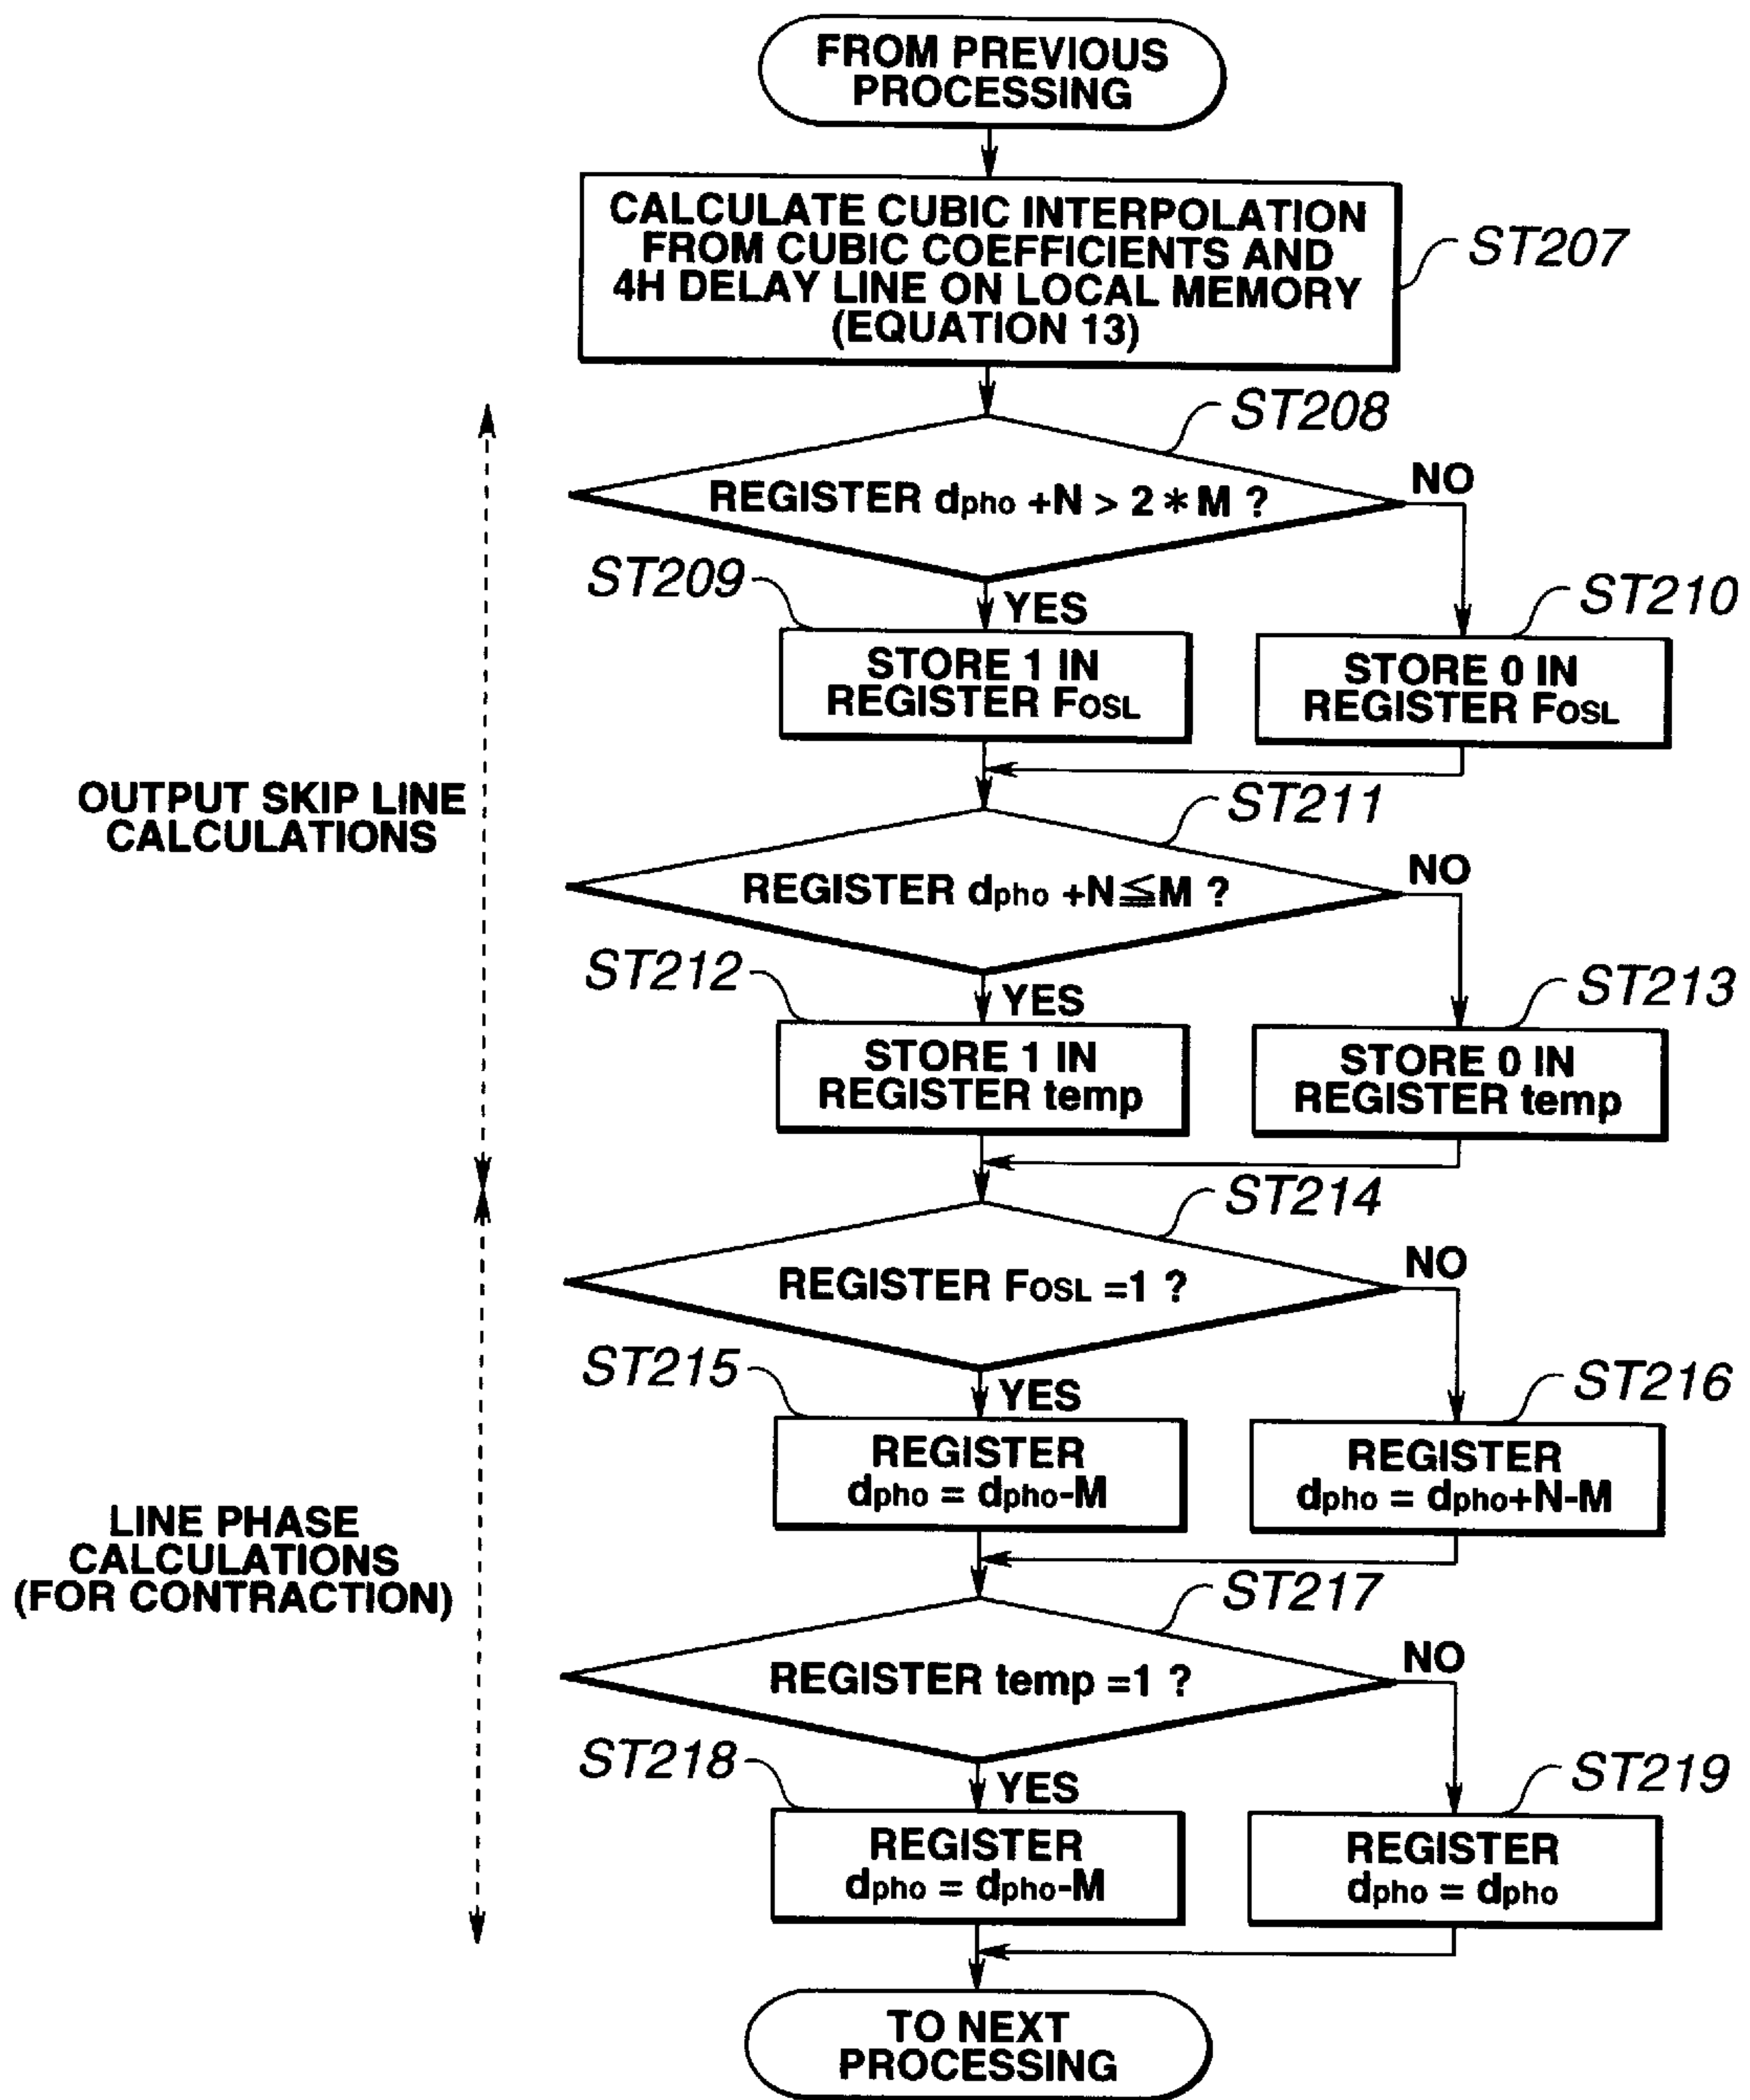 FROM PREVIOUS
PROCESSING
CALCULATE CUBIC INTERPOLATION
FROM CUBIC COEFFICIENTS AND
4H DELAY LINE ON LOCAL MEMORY
(EQUATION 13)
ST207
ST208
REGISTER dpho +N > 2 * M ?
NO
ST209
YES
ST210
STORE 1 IN
REGISTER FOSL
STORE 0 IN
REGISTER FOSL
OUTPUT SKIP LINE
CALCULATIONS
ST211
REGISTER dpho +N≦M ?
NO
ST212
YES
ST213
STORE 1 IN
REGISTER temp
STORE 0 IN
REGISTER temp
ST214
REGISTER FOSL =1 ?
NO
ST215
YES
ST216
REGISTER
dpho = dpho-M
REGISTER
dpho = dpho+N-M
LINE PHASE
CALCULATIONS
(FOR CONTRACTION)
ST217
REGISTER temp =1 ?
NO
ST218
YES
ST219
REGISTER
dpho = dpho-M
REGISTER
dpho = dpho
TO NEXT
PROCESSING